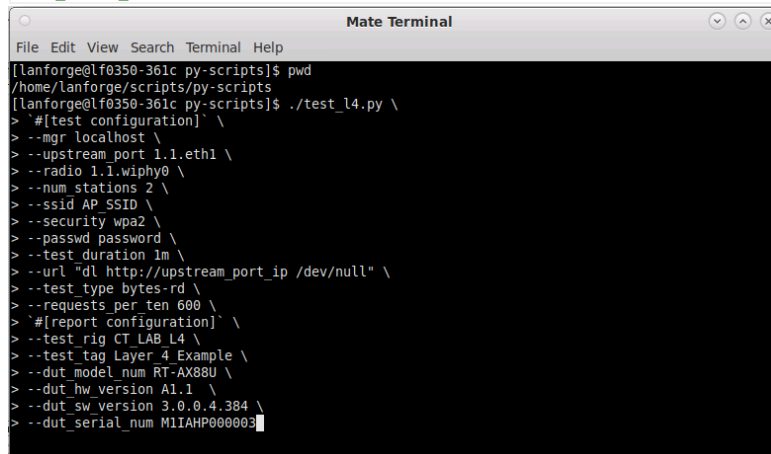 Mate Terminal
File Edit View Search Terminal Help
[lanforge@lf0350-361c py-scripts]$ pwd
/home/lanforge/scripts/py-scripts
[lanforge@lf0350-361c py-scripts]$ ./test_l4.py \
> `#[test configuration]` \
> --mgr localhost \
> --upstream_port 1.1.eth1 \
> --radio 1.1.wiphy0 \
> --num_stations 2 \
> --ssid AP_SSID \
> --security wpa2 \
> --passwd password \
> --test_duration 1m \
> --url "dl http://upstream_port_ip /dev/null" \
> --test_type bytes-rd \
> --requests_per_ten 600 \
> `#[report configuration]` \
> --test_rig CT_LAB_L4 \
> --test_tag Layer_4_Example \
> --dut_model_num RT-AX88U \
> --dut_hw_version A1.1  \
> --dut_sw_version 3.0.0.4.384 \
> --dut_serial_num M1IAHP000003